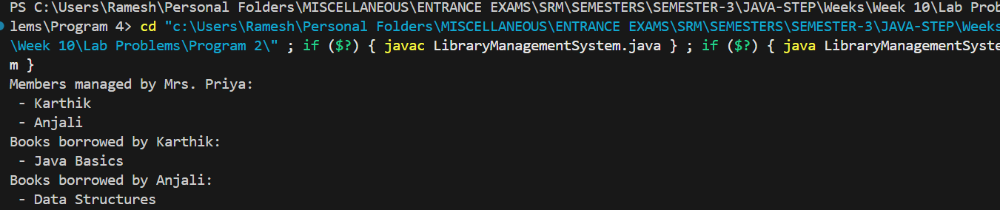 PS C:\Users\Ramesh\Personal Folders\MISCELLANEOUS\ENTRANCE EXAMS\SRM\SEMESTERS\SEMESTER-3\JAVA-STEP\Weeks\Week 10\Lab Prob
lems\Program 4> cd "c:\Users\Ramesh\Personal Folders\MISCELLANEOUS\ENTRANCE EXAMS\SRM\SEMESTERS\SEMESTER-3\JAVA-STEP\Weeks
\Week 10\Lab Problems\Program 2\" ; if ($?) { javac LibraryManagementSystem.java } ; if ($?) { java LibraryManagementSyste
m }
Members managed by Mrs. Priya:
 - Karthik
 - Anjali
Books borrowed by Karthik:
 - Java Basics
Books borrowed by Anjali:
 - Data Structures